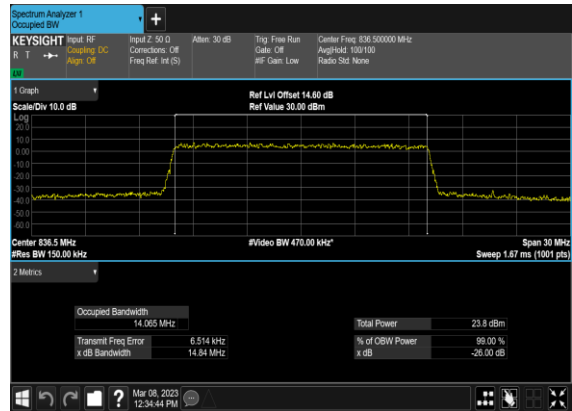 Spectrum Analyzer 1
Occupied BW
+
KEYSIGHT
R T
LW
Input: RF
Coupling: DC
Align: Off
Input Z: 50 Ω
Corrections: Off
Freq Ref: Int (S)
Atten: 30 dB
Trig: Free Run
Gate: Off
#IF Gain: Low
Center Freq: 836.500000 MHz
Avg|Hold: 100/100
Radio Std: None
1 Graph
Scale/Div 10.0 dB
Ref Lvl Offset 14.60 dB
Ref Value 30.00 dBm
Log
20.0
10.0
0.00
-10.0
-20.0
-30.0
-40.0
-50.0
-60.0
Center 836.5 MHz
#Res BW 150.00 kHz
#Video BW 470.00 kHz*
Span 30 MHz
Sweep 1.67 ms (1001 pts)
2 Metrics
Occupied Bandwidth
14.065 MHz
Total Power 23.8 dBm
Transmit Freq Error 6.514 kHz
% of OBW Power 99.00 %
x dB Bandwidth 14.84 MHz
x dB -26.00 dB
?
Mar 08, 2023
12:34:44 PM